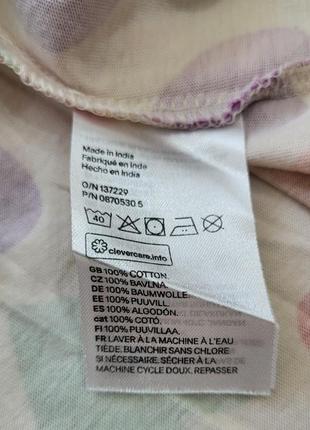 Made in India
Fabriqué en Inde
Hecho en India
O/N 137229
P/N 0870530 5
40
clevercare.info
GB 100% COTTON.
CZ 100% BAVLNA.
DE 100% BAUMWOLLE.
EE 100% PUUVILL.
ES 100% ALGODÓN.
cat 100% COTÓ.
FI 100% PUUVILLAA.
FR LAVER À LA MACHINE À L'EAU
TIÈDE. BLANCHIR SANS CHLORE
SI NÉCESSAIRE. SÉCHER À LA
MACHINE CYCLE DOUX. REPASSER